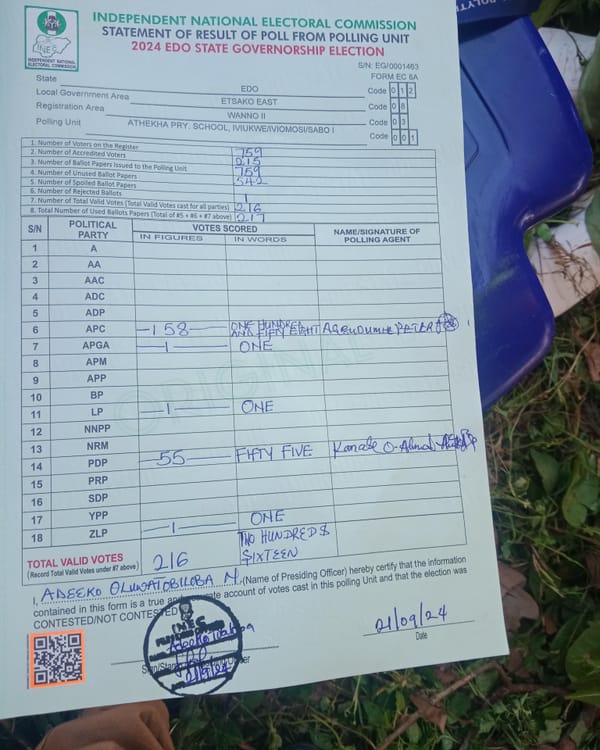 INDEPENDENT NATIONAL ELECTORAL COMMISSION
STATEMENT OF RESULT OF POLL FROM POLLING UNIT
2024 EDO STATE GOVERNORSHIP ELECTION
INEC
INDEPENDENT NATIONAL
ELECTORAL COMMISSION
S/N: EG/0001463
FORM EC 8A
State EDO Code 0 1 2
Local Government Area ETSAKO EAST Code 0 8
Registration Area WANNO II Code 0 3
Polling Unit ATHEKHA PRY. SCHOOL, IVIUKWE/IVIOMOSI/SABO I Code 0 0 1
1. Number of Voters on the Register 759
2. Number of Accredited Voters 215
3. Number of Ballot Papers Issued to the Polling Unit 759
4. Number of Unused Ballot Papers 542
5. Number of Spoiled Ballot Papers
6. Number of Rejected Ballots 1
7. Number of Total Valid Votes (Total Valid Votes cast for all parties) 216
8. Total Number of Used Ballots Papers (Total of #5 + #6 + #7 above) 217
S/N POLITICAL PARTY VOTES SCORED NAME/SIGNATURE OF POLLING AGENT
IN FIGURES IN WORDS
1 A
2 AA
3 AAC
4 ADC
5 ADP
6 APC 158 ONE HUNDRED AND FIFTY EIGHT PETER
7 APGA 1 ONE
8 APM
9 APP
10 BP
11 LP 1 ONE
12 NNPP
13 NRM
14 PDP 55 FIFTY FIVE
15 PRP
16 SDP
17 YPP
18 ZLP 1 ONE
ORIGINAL
TOTAL VALID VOTES 216 TWO HUNDRED & SIXTEEN
(Record Total Valid Votes under #7 above)
I, ADEEKO OLUWATOBILOBA N. (Name of Presiding Officer) hereby certify that the information
contained in this form is a true and accurate account of votes cast in this polling Unit and that the election was
CONTESTED/NOT CONTESTED
INEC
21/09/24
Date